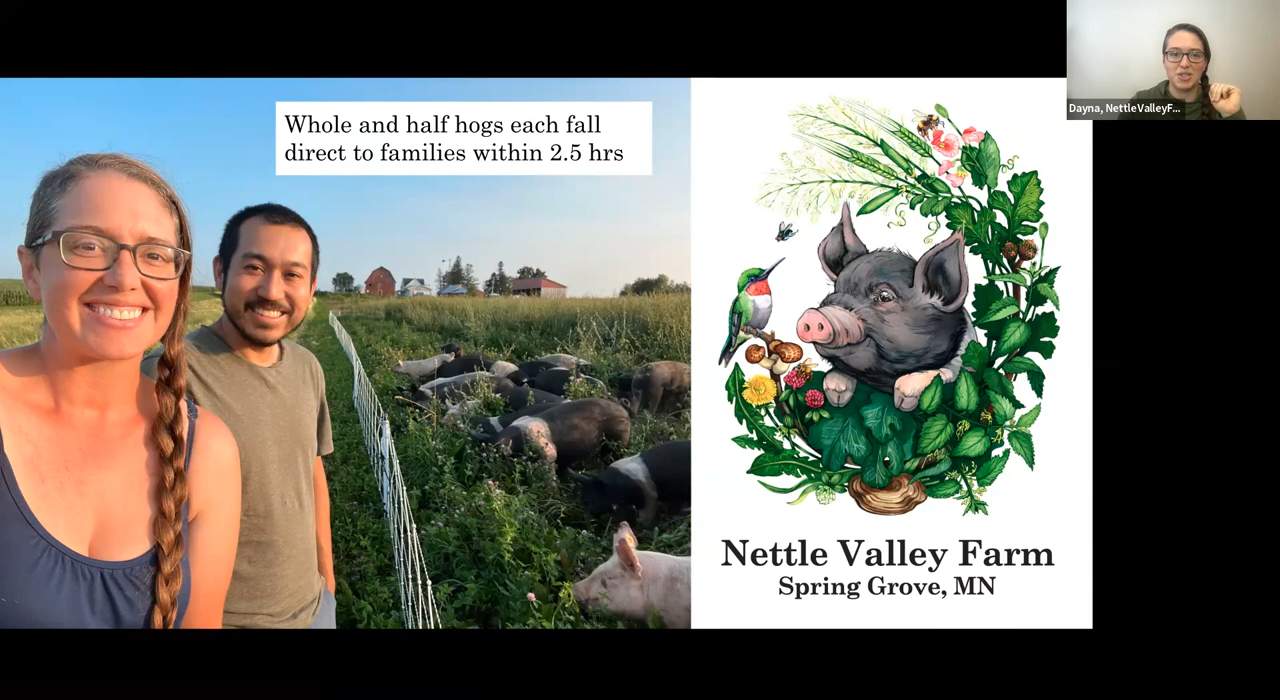 Whole and half hogs each fall
direct to families within 2.5 hrs
Dayna, NettleValleyF...
Nettle Valley Farm
Spring Grove, MN